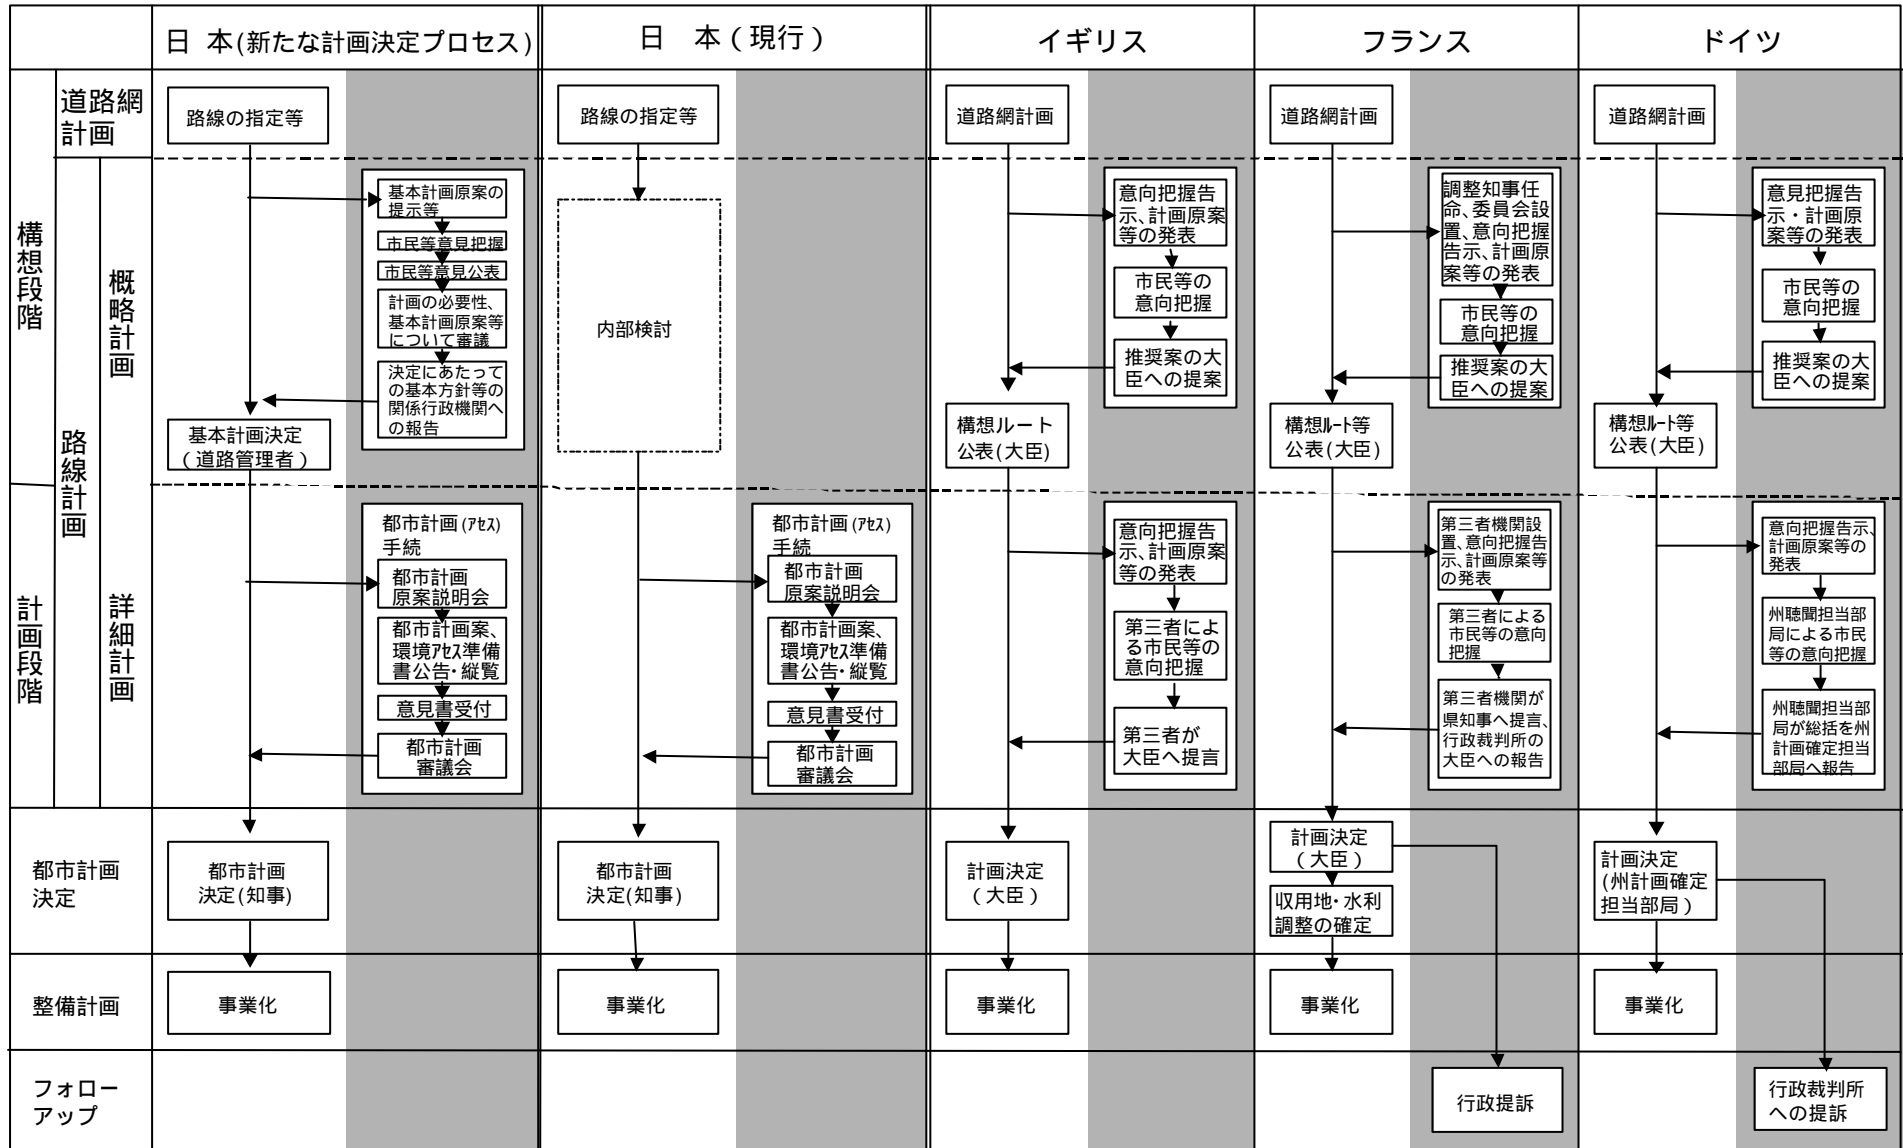 日 本(新たな計画決定プロセス)
日 本(現行)
イギリス
フランス
ドイツ
構想段階
計画段階
道路網
計画
路線計画
概略計画
詳細計画
路線の指定等
基本計画原案の
提示等
市民等意見把握
市民等意見公表
計画の必要性、
基本計画原案等
について審議
決定にあたって
の基本方針等の
関係行政機関へ
の報告
基本計画決定
(道路管理者)
都市計画(アセス)
手続
都市計画
原案説明会
都市計画案、
環境アセス準備
書公告・縦覧
意見書受付
都市計画
審議会
路線の指定等
内部検討
都市計画(アセス)
手続
都市計画
原案説明会
都市計画案、
環境アセス準備
書公告・縦覧
意見書受付
都市計画
審議会
道路網計画
意向把握告
示、計画原案
等の発表
市民等の
意向把握
推奨案の大
臣への提案
構想ルート
公表(大臣)
意向把握告
示、計画原案
等の発表
第三者によ
る市民等の
意向把握
第三者が
大臣へ提言
道路網計画
調整知事任
命、委員会設
置、意向把握
告示、計画原
案等の発表
市民等の
意向把握
推奨案の大
臣への提案
構想ルート等
公表(大臣)
第三者機関設
置、意向把握告
示、計画原案等
の発表
第三者による
市民等の意向
把握
第三者機関が
県知事へ提言、
行政裁判所の
大臣への報告
道路網計画
意見把握告
示・計画原
案等の発表
市民等の
意向把握
推奨案の大
臣への提案
構想ルート等
公表(大臣)
意向把握告示、
計画原案等の
発表
州聴聞担当部
局による市民
等の意向把握
州聴聞担当部
局が総括を州
計画確定担当
部局へ報告
都市計画
決定
都市計画
決定(知事)
都市計画
決定(知事)
計画決定
(大臣)
計画決定
(大臣)
収用地・水利
調整の確定
計画決定
(州計画確定
担当部局)
整備計画
事業化
事業化
事業化
事業化
事業化
フォロー
アップ
行政提訴
行政裁判所
への提訴